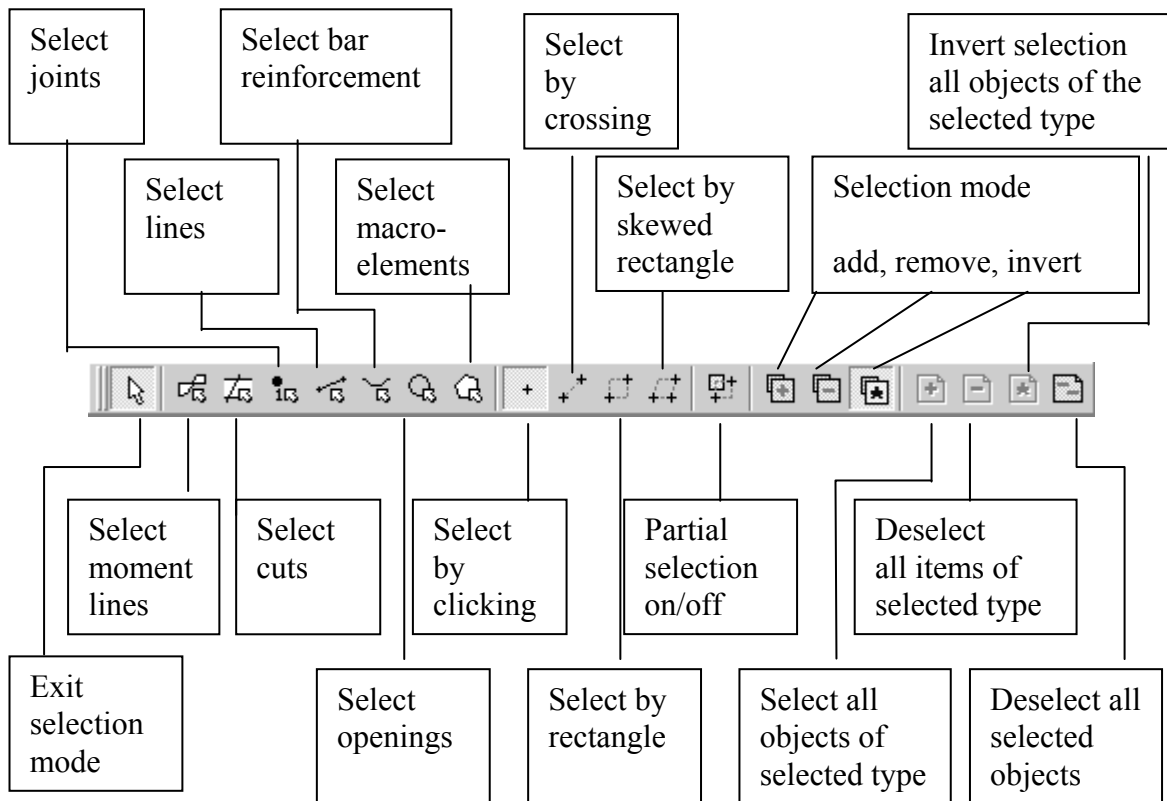 Select
joints
Select bar
reinforcement
Select
by
crossing
Invert selection
all objects of the
selected type
Select
lines
Select
macro-
elements
Select by
skewed
rectangle
Selection mode
add, remove, invert
Select
moment
lines
Select
cuts
Select
by
clicking
Partial
selection
on/off
Deselect
all items of
selected type
Exit
selection
mode
Select
openings
Select by
rectangle
Select all
objects of
selected type
Deselect all
selected
objects